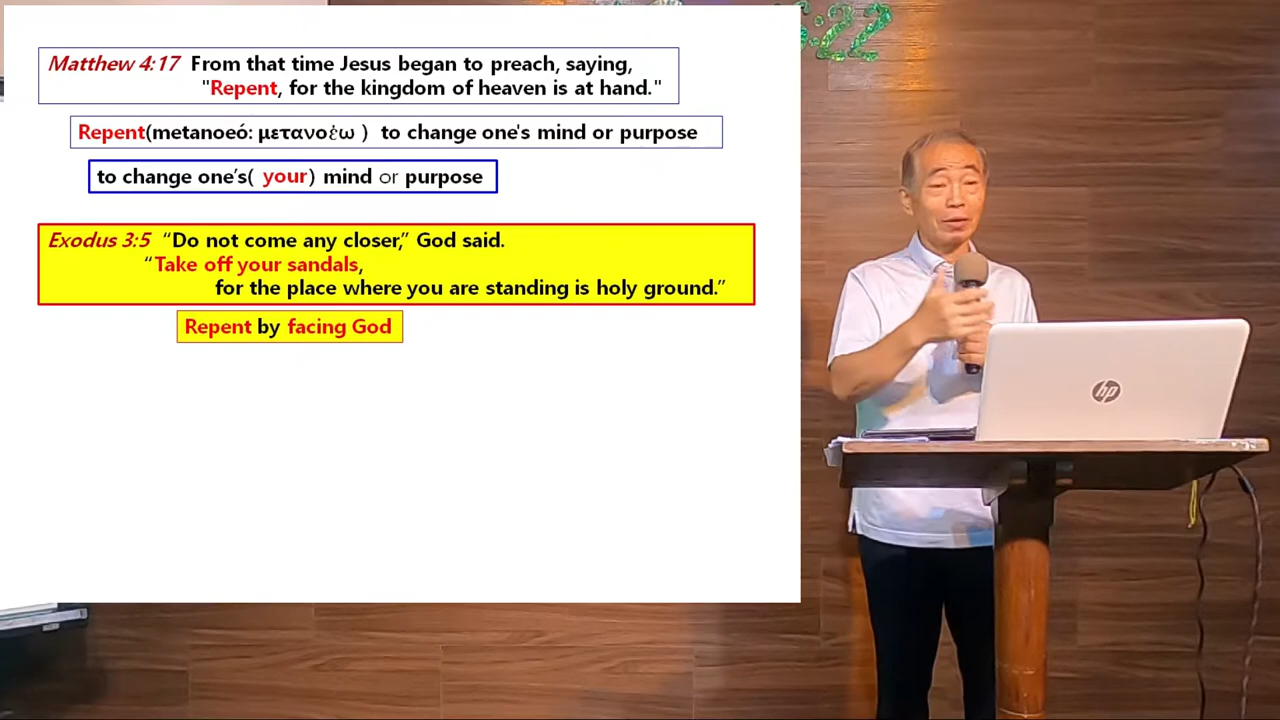 Matthew 4:17 From that time Jesus began to preach, saying,
"Repent, for the kingdom of heaven is at hand."
Repent(metanoeó: μετανοἐω ) to change one's mind or purpose
to change one’s( your) mind or purpose
Exodus 3:5 “Do not come any closer,” God said.
“Take off your sandals,
for the place where you are standing is holy ground.”
Repent by facing God
:22
hp